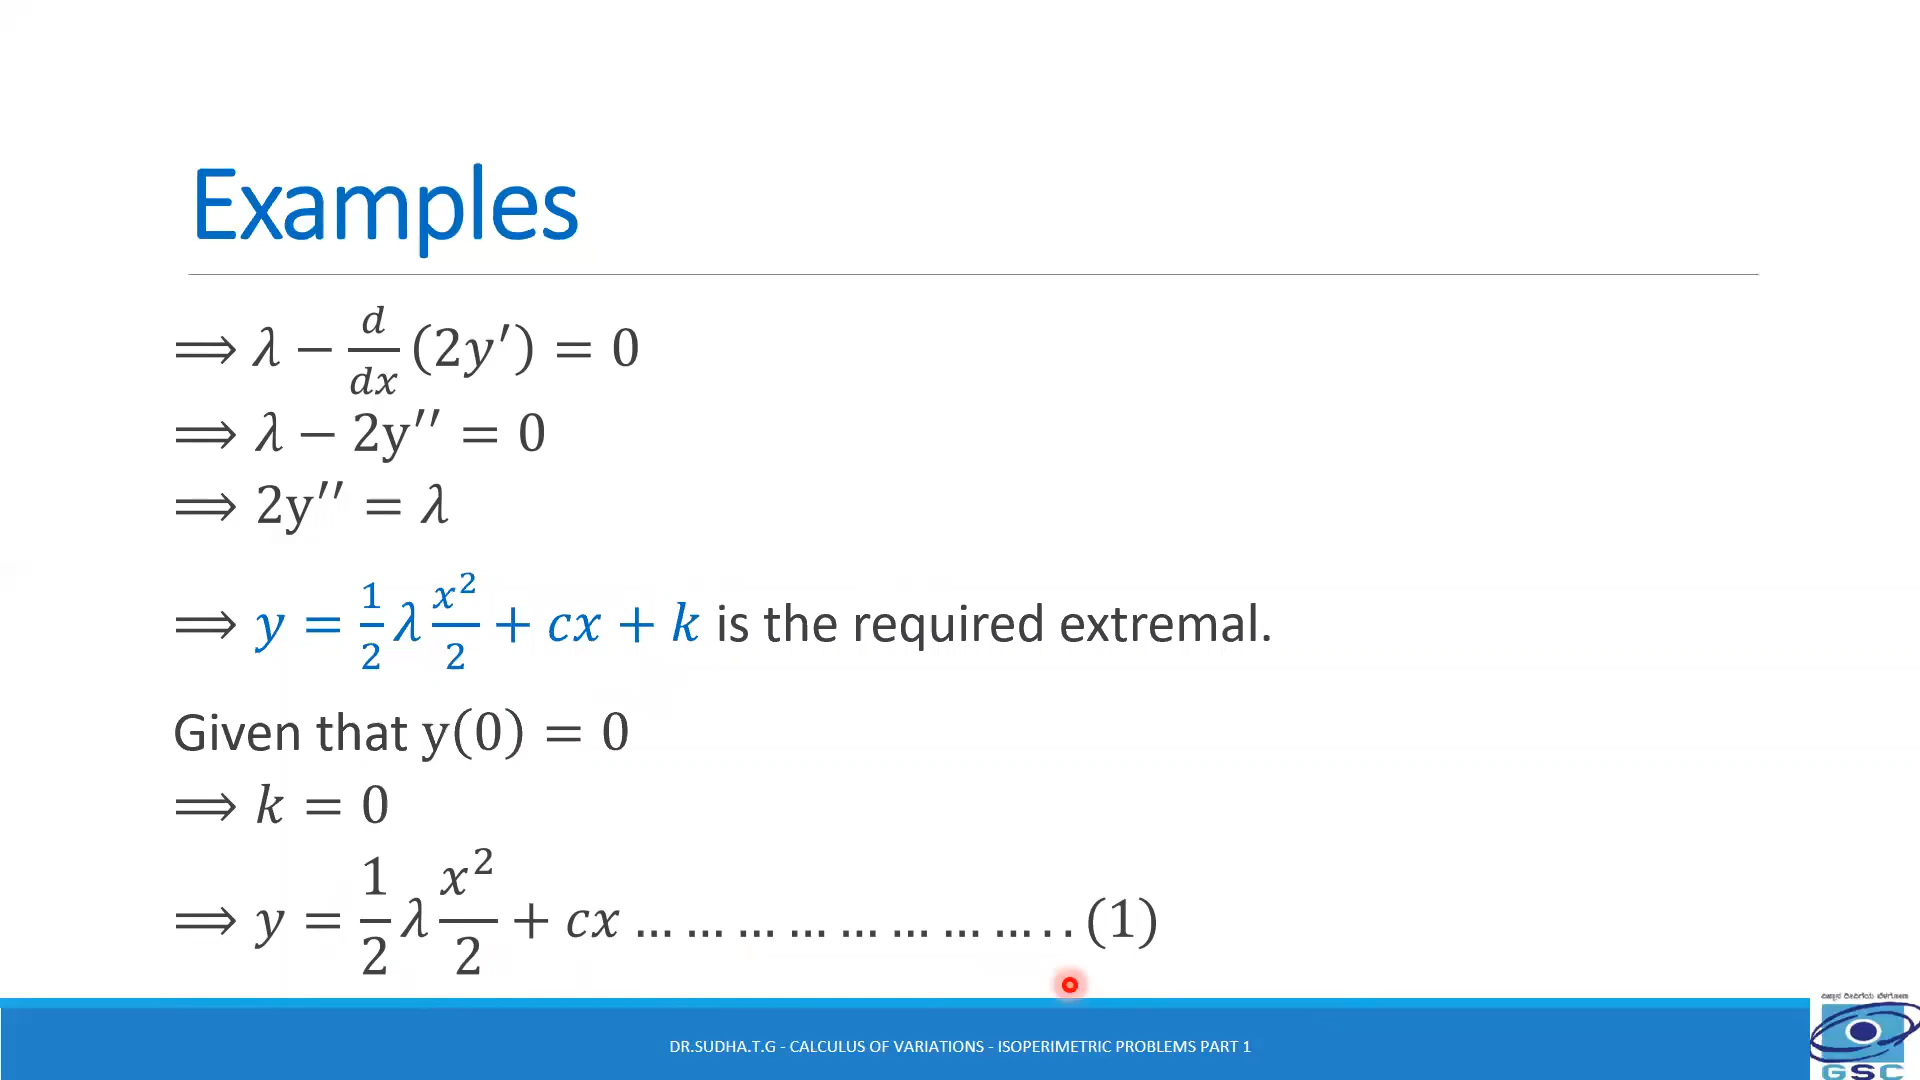 Examples
⟹ λ − d/dx (2y′) = 0
⟹ λ − 2y′′ = 0
⟹ 2y′′ = λ
⟹ y = 1/2 λ x²/2 + cx + k is the required extremal.
Given that y(0) = 0
⟹ k = 0
⟹ y = 1/2 λ x²/2 + cx … … … … … … … … . . (1)
DR.SUDHA.T.G - CALCULUS OF VARIATIONS - ISOPERIMETRIC PROBLEMS PART 1
GSC